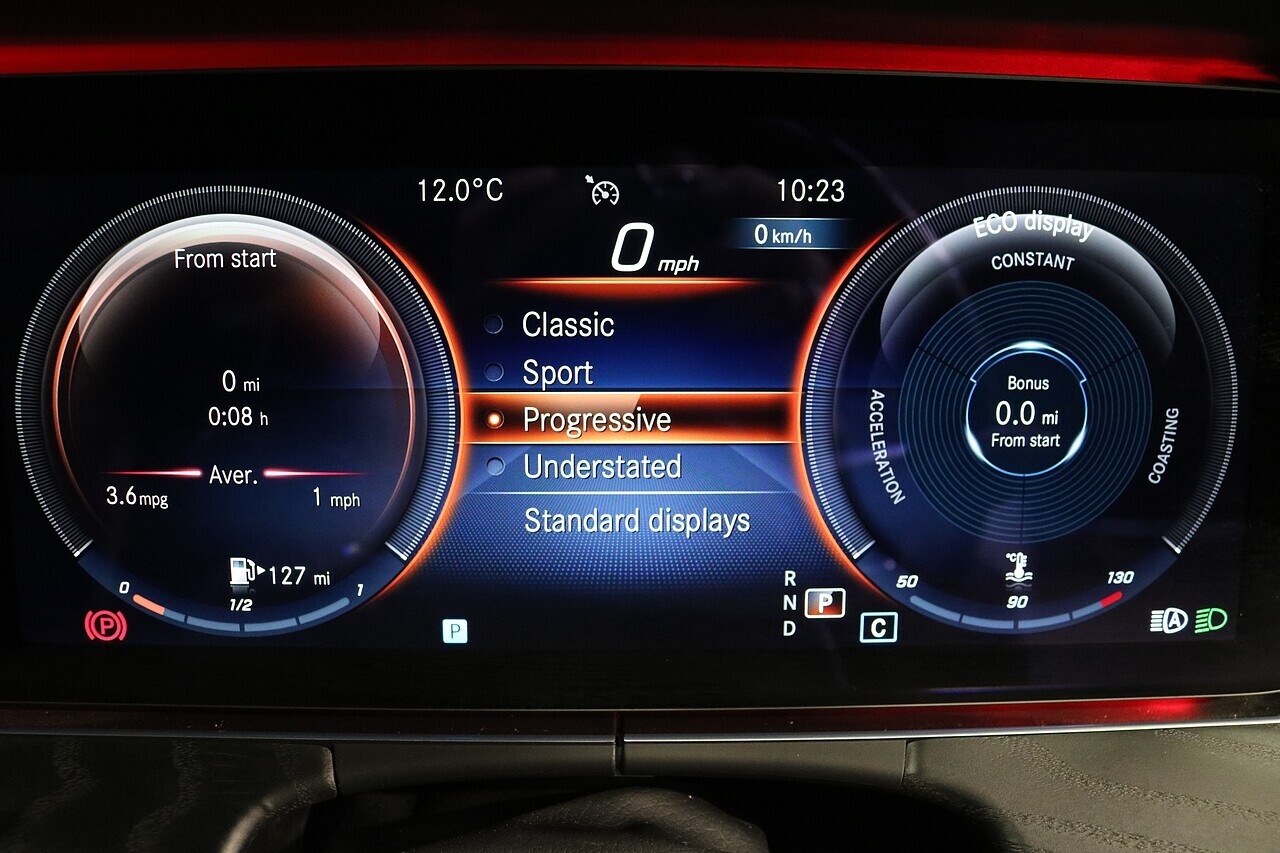 12.0°C
10:23
0 mph
0 km/h
From start
0 mi
0:08 h
Aver.
3.6mpg
1 mph
127 mi
0
1/2
1
P
Classic
Sport
Progressive
Understated
Standard displays
P
R
N
P
D
C
ECO display
CONSTANT
ACCELERATION
COASTING
Bonus
0.0 mi
From start
°C
50
90
130
A